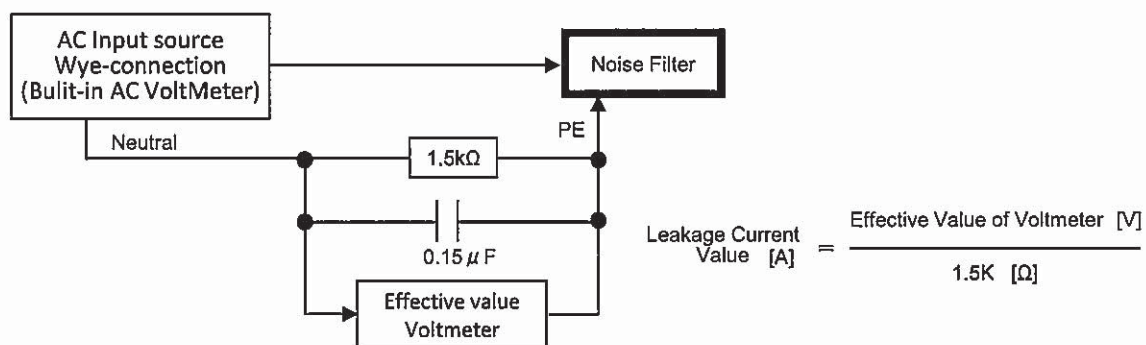 AC Input source
Wye-connection
(Bulit-in AC VoltMeter)
Noise Filter
PE
Neutral
1.5kΩ
0.15 μ F
Effective value
Voltmeter
Leakage Current
Value [A]
=
Effective Value of Voltmeter [V]
1.5K [Ω]